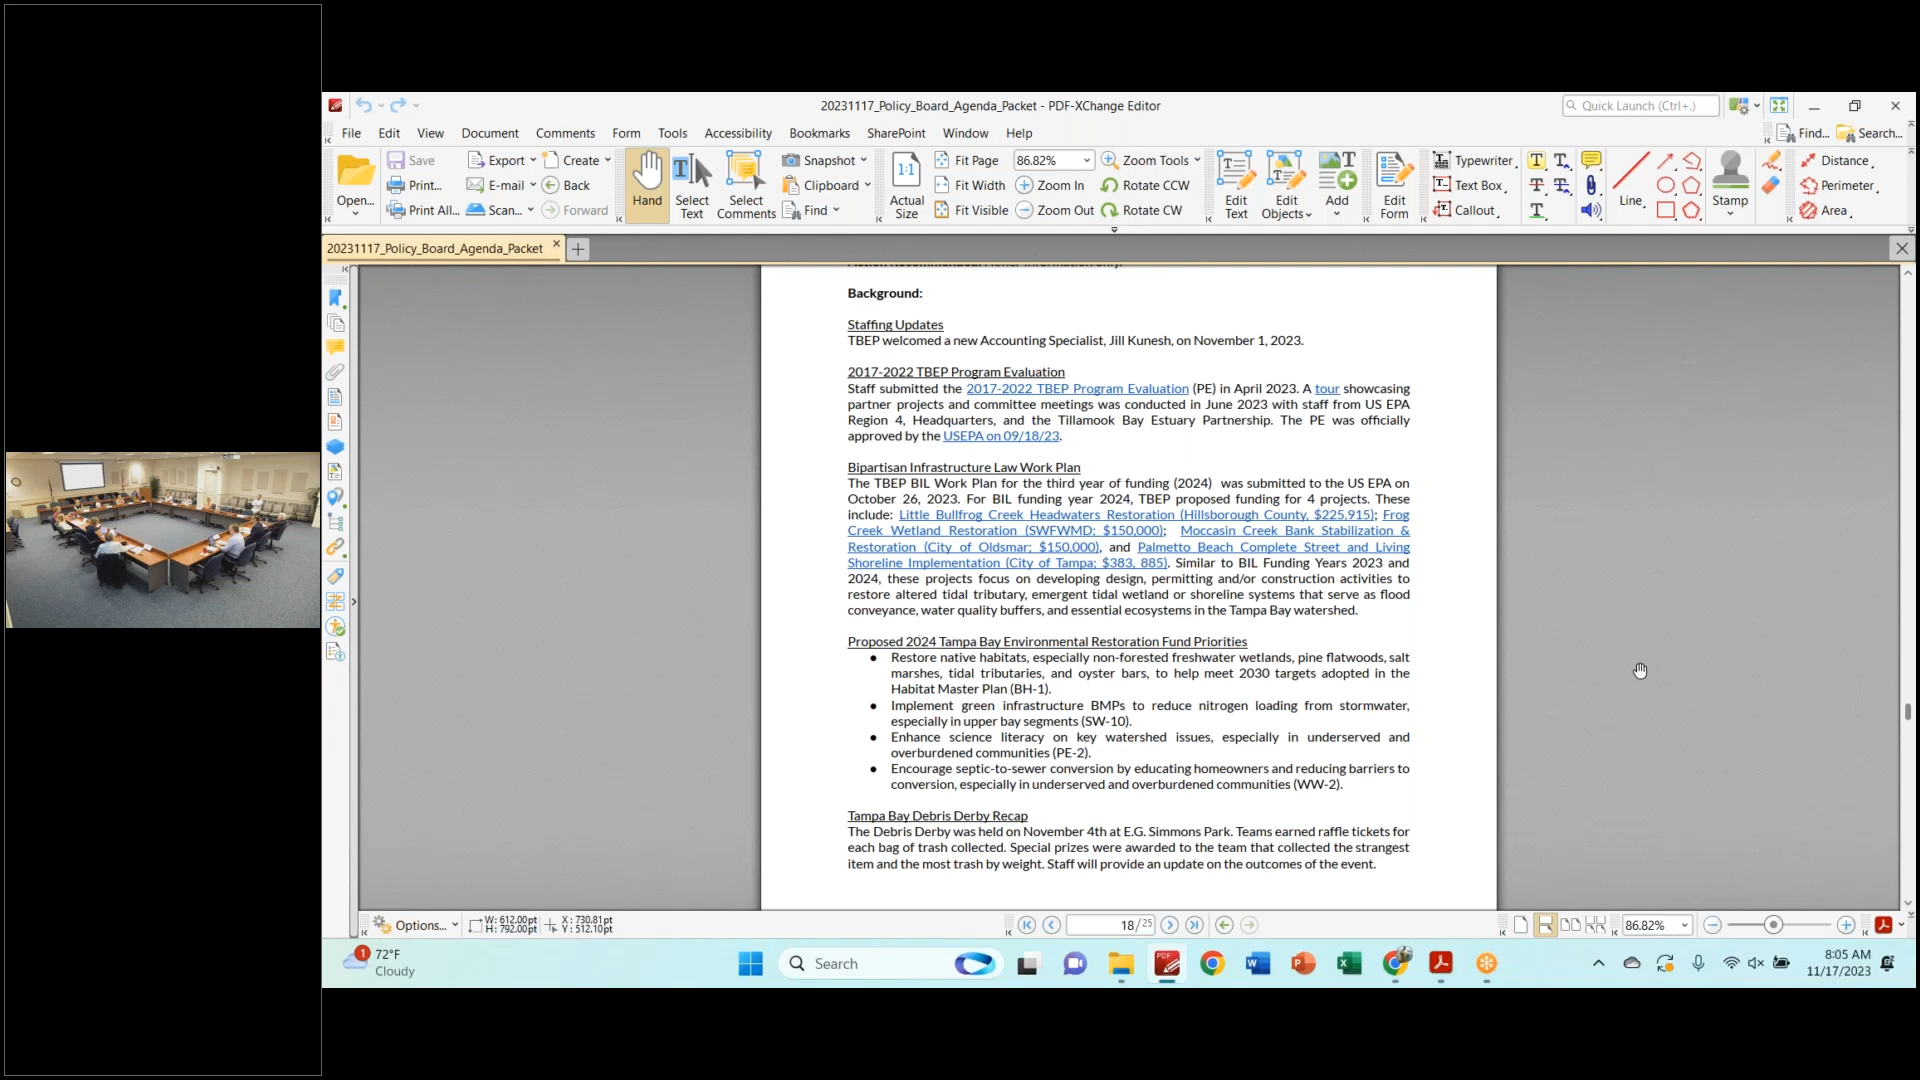 20231117_Policy_Board_Agenda_Packet - PDF-XChange Editor
Quick Launch (Ctrl+.)
File Edit View Document Comments Form Tools Accessibility Bookmarks SharePoint Window Help
Find... Search...
Open...
Save
Print...
Print All...
Export
E-mail
Scan...
Create
Back
Forward
Hand
Select Text
Select Comments
Snapshot
Clipboard
Find
1:1
Actual Size
Fit Page
Fit Width
Fit Visible
86.82%
Zoom In
Zoom Out
Zoom Tools
Rotate CCW
Rotate CW
Edit Text
Edit Objects
Add
Edit Form
Typewriter
Text Box
Callout
Line
Stamp
Distance
Perimeter
Area
20231117_Policy_Board_Agenda_Packet
Background:
Staffing Updates
TBEP welcomed a new Accounting Specialist, Jill Kunesh, on November 1, 2023.
2017-2022 TBEP Program Evaluation
Staff submitted the 2017-2022 TBEP Program Evaluation (PE) in April 2023. A tour showcasing
partner projects and committee meetings was conducted in June 2023 with staff from US EPA
Region 4, Headquarters, and the Tillamook Bay Estuary Partnership. The PE was officially
approved by the USEPA on 09/18/23.
Bipartisan Infrastructure Law Work Plan
The TBEP BIL Work Plan for the third year of funding (2024) was submitted to the US EPA on
October 26, 2023. For BIL funding year 2024, TBEP proposed funding for 4 projects. These
include: Little Bullfrog Creek Headwaters Restoration (Hillsborough County, $225,915); Frog
Creek Wetland Restoration (SWFWMD; $150,000); Moccasin Creek Bank Stabilization &
Restoration (City of Oldsmar; $150,000), and Palmetto Beach Complete Street and Living
Shoreline Implementation (City of Tampa; $383, 885). Similar to BIL Funding Years 2023 and
2024, these projects focus on developing design, permitting and/or construction activities to
restore altered tidal tributary, emergent tidal wetland or shoreline systems that serve as flood
conveyance, water quality buffers, and essential ecosystems in the Tampa Bay watershed.
Proposed 2024 Tampa Bay Environmental Restoration Fund Priorities
● Restore native habitats, especially non-forested freshwater wetlands, pine flatwoods, salt
marshes, tidal tributaries, and oyster bars, to help meet 2030 targets adopted in the
Habitat Master Plan (BH-1).
● Implement green infrastructure BMPs to reduce nitrogen loading from stormwater,
especially in upper bay segments (SW-10).
● Enhance science literacy on key watershed issues, especially in underserved and
overburdened communities (PE-2).
● Encourage septic-to-sewer conversion by educating homeowners and reducing barriers to
conversion, especially in underserved and overburdened communities (WW-2).
Tampa Bay Debris Derby Recap
The Debris Derby was held on November 4th at E.G. Simmons Park. Teams earned raffle tickets for
each bag of trash collected. Special prizes were awarded to the team that collected the strangest
item and the most trash by weight. Staff will provide an update on the outcomes of the event.
Options...
W: 612.00pt
H: 792.00pt
X: 730.81pt
Y: 512.10pt
18 / 25
86.82%
1
72°F
Cloudy
Search
8:05 AM
11/17/2023